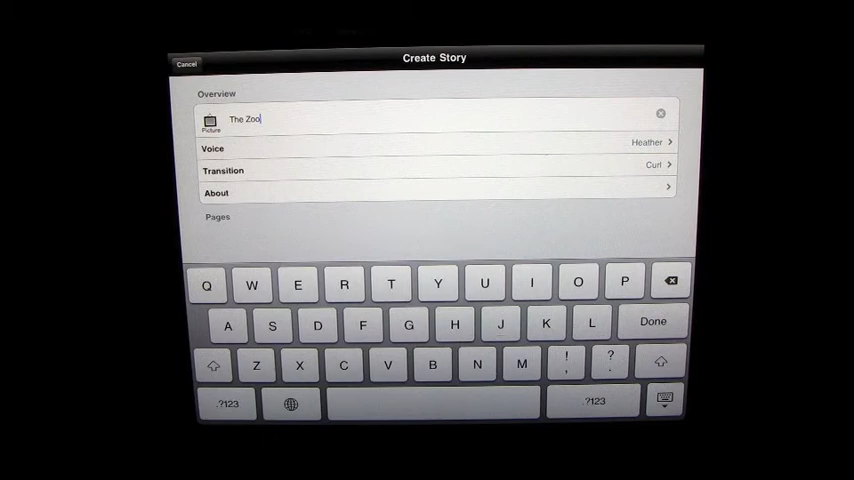 Create Story
Cancel
Overview
The Zoo
Picture
Voice Heather
Transition Curl
About
Pages
Q W E R T Y U I O P
A S D F G H J K L Done
Z X C V B N M ! , ? .
.?123 .?123